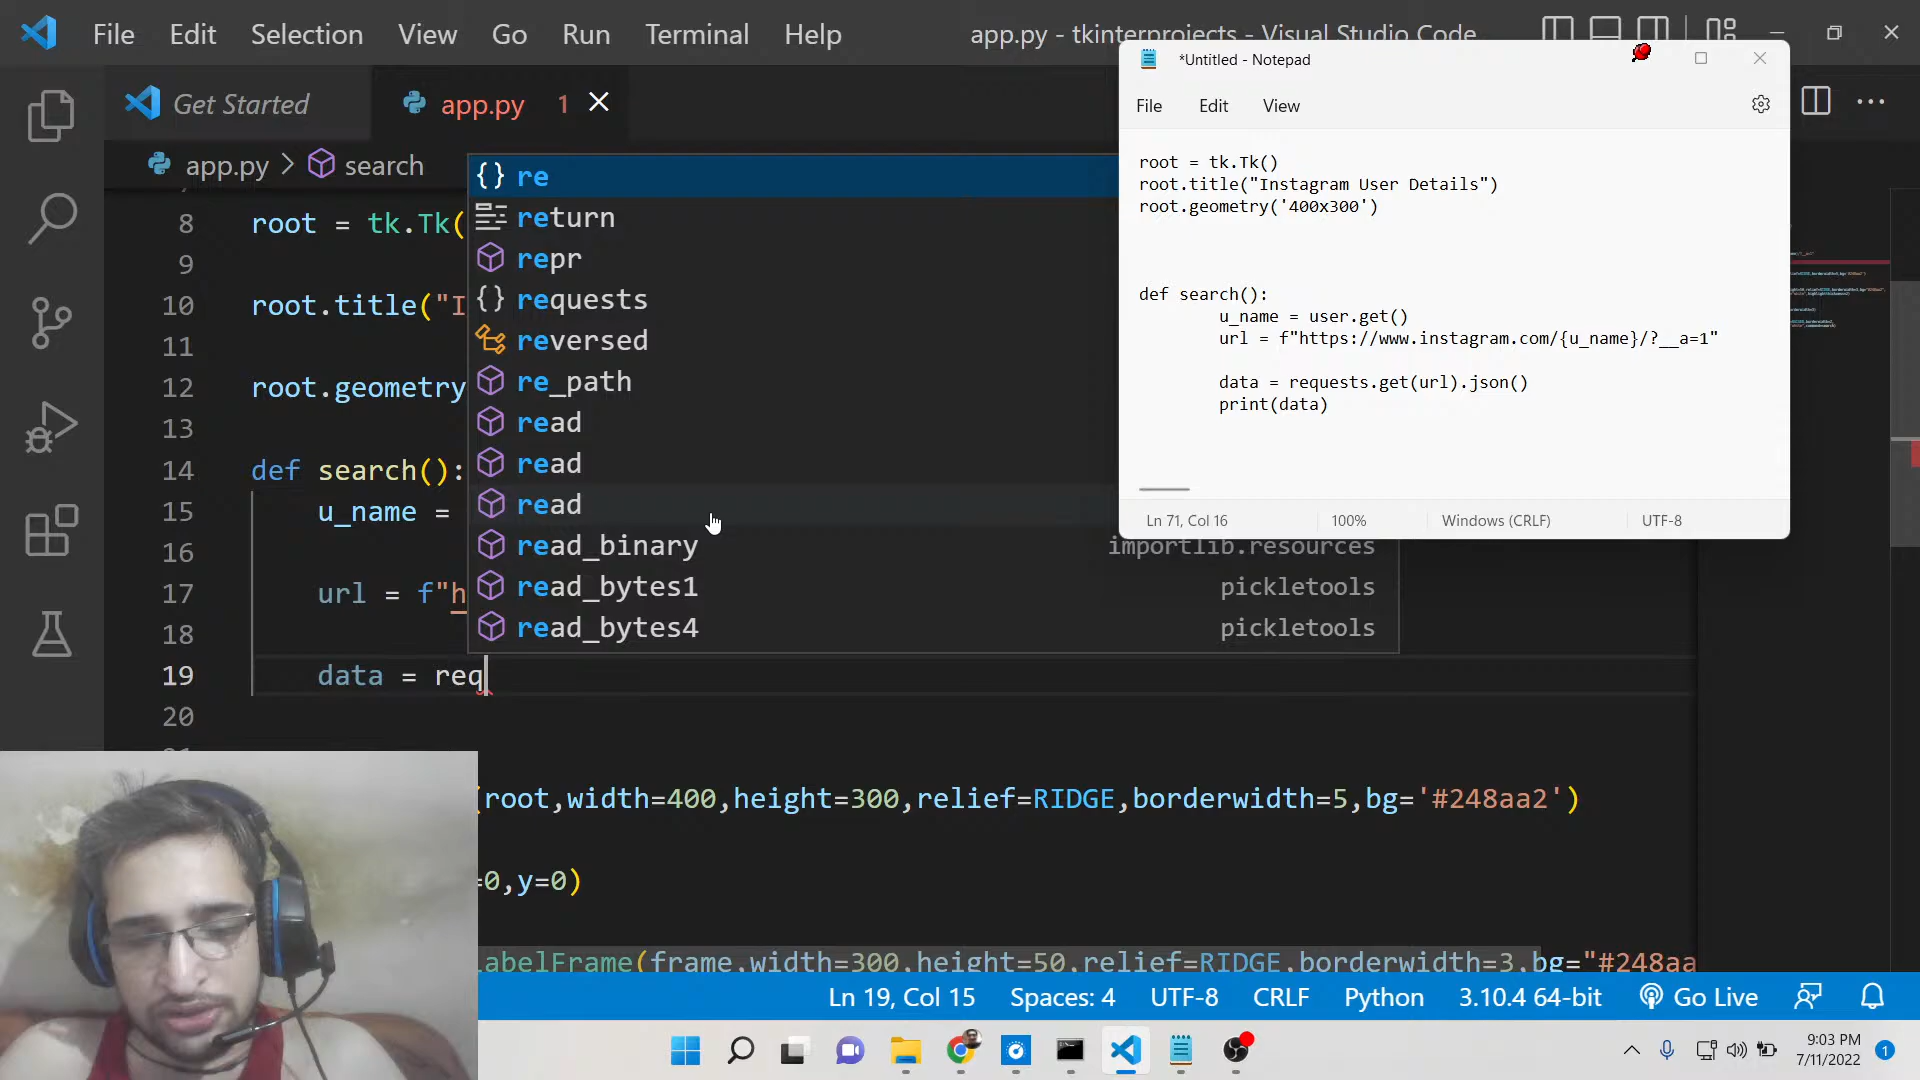 File Edit Selection View Go Run Terminal Help
app.py - tkinterprojects - Visual Studio Code
Get Started
app.py 1
app.py > search
8 root = tk.Tk(
9
10 root.title("I
11
12 root.geometry
13
14 def search():
15 u_name =
16
17 url = f"h
18
19 data = req
20
(root,width=400,height=300,relief=RIDGE,borderwidth=5,bg='#248aa2')
=0,y=0)
LabelFrame(frame,width=300,height=50,relief=RIDGE,borderwidth=3,bg="#248aa
re
return
repr
requests
reversed
re_path
read
read
read
read_binary importlib.resources
read_bytes1 pickletools
read_bytes4 pickletools
*Untitled - Notepad
File Edit View
root = tk.Tk()
root.title("Instagram User Details")
root.geometry('400x300')
def search():
u_name = user.get()
url = f"https://www.instagram.com/{u_name}/?__a=1"
data = requests.get(url).json()
print(data)
Ln 71, Col 16 100% Windows (CRLF) UTF-8
Ln 19, Col 15 Spaces: 4 UTF-8 CRLF Python 3.10.4 64-bit Go Live
9:03 PM
7/11/2022
1